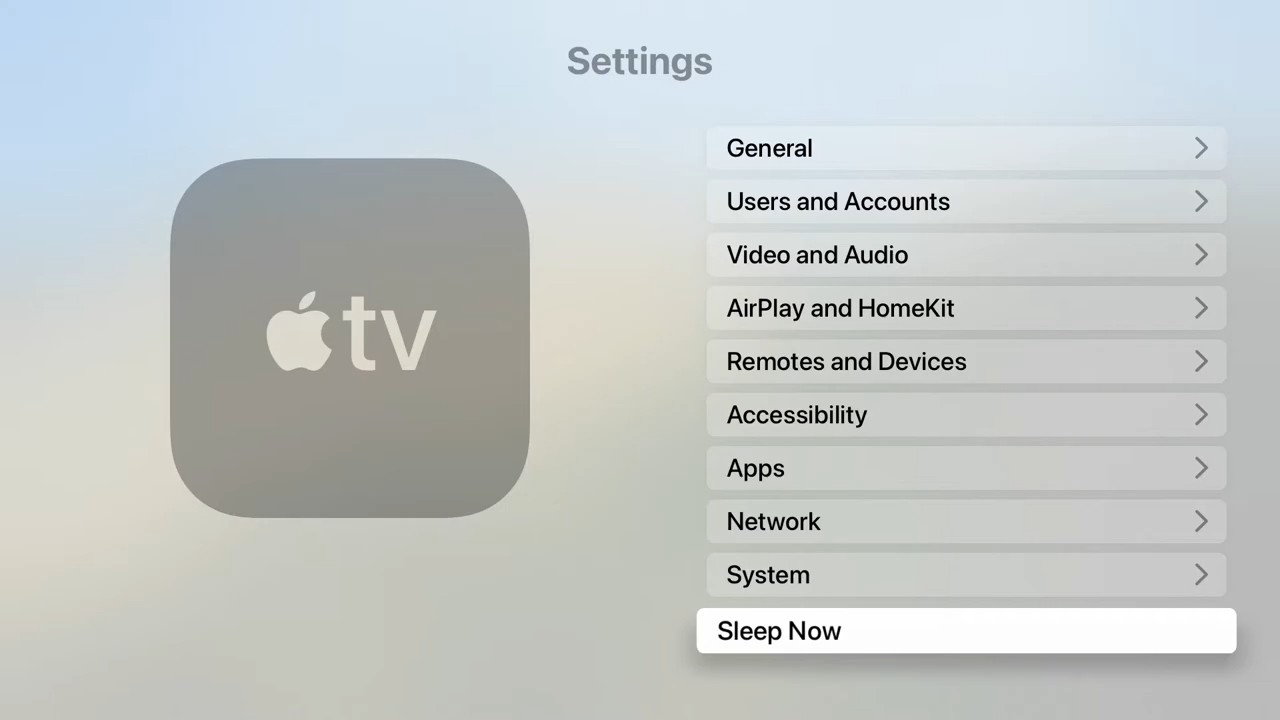 Settings
tv
General
Users and Accounts
Video and Audio
AirPlay and HomeKit
Remotes and Devices
Accessibility
Apps
Network
System
Sleep Now